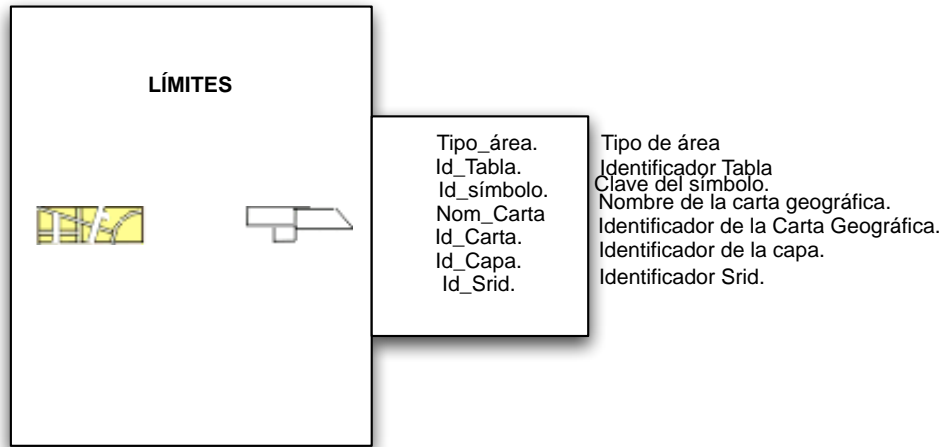 LÍMITES
Tipo_área. Tipo de área
Id_Tabla. Identificador Tabla
Id_símbolo. Clave del símbolo.
Nom_Carta Nombre de la carta geográfica.
Id_Carta. Identificador de la Carta Geográfica.
Id_Capa. Identificador de la capa.
Id_Srid. Identificador Srid.